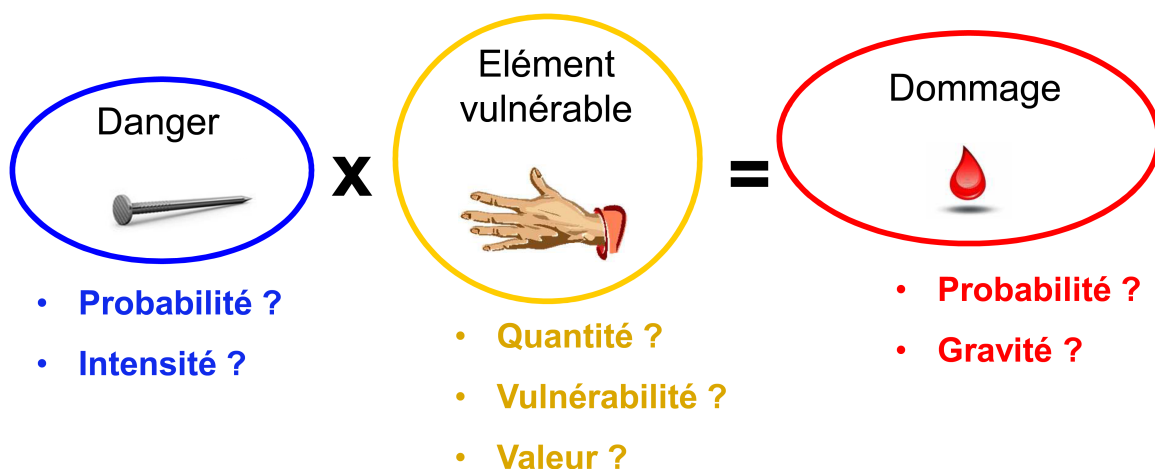 Danger
x
Elément
vulnérable
=
Dommage
• Probabilité ?
• Intensité ?
• Quantité ?
• Vulnérabilité ?
• Valeur ?
• Probabilité ?
• Gravité ?